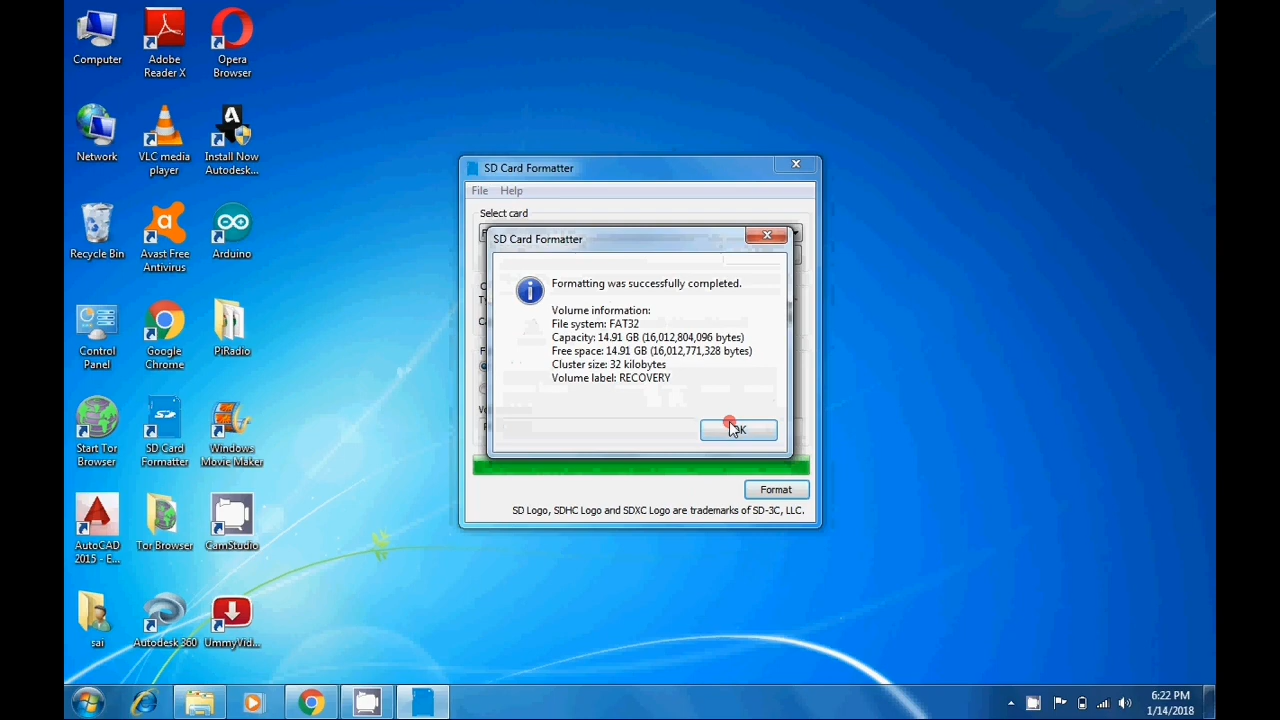 Computer
Adobe
Reader X
Opera
Browser
Network
VLC media
player
Install Now
Autodesk...
Recycle Bin
Avast Free
Antivirus
Arduino
Control
Panel
Google
Chrome
PiRadio
Start Tor
Browser
SD Card
Formatter
Windows
Movie Maker
AutoCAD
2015 - E...
Tor Browser
CamStudio
sai
Autodesk 360
UmmyVid...
SD Card Formatter
File Help
Select card
SD Card Formatter
Formatting was successfully completed.
Volume information:
File system: FAT32
Capacity: 14.91 GB (16,012,804,096 bytes)
Free space: 14.91 GB (16,012,771,328 bytes)
Cluster size: 32 kilobytes
Volume label: RECOVERY
OK
Format
SD Logo, SDHC Logo and SDXC Logo are trademarks of SD-3C, LLC.
6:22 PM
1/14/2018